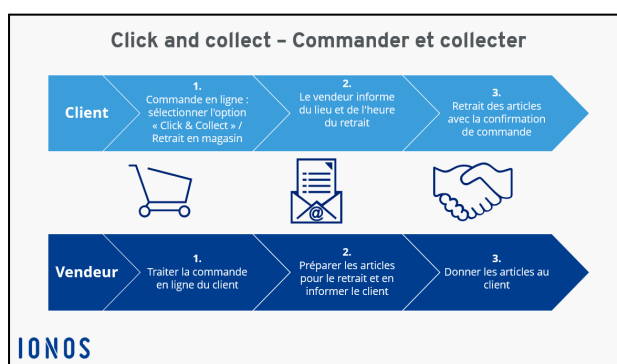 Click and collect – Commander et collecter
Client
1.
Commande en ligne :
sélectionner l'option
« Click & Collect » /
Retrait en magasin
2.
Le vendeur informe
du lieu et de l'heure
du retrait
3.
Retrait des articles
avec la confirmation
de commande
@
Vendeur
1.
Traiter la commande
en ligne du client
2.
Préparer les articles
pour le retrait et en
informer le client
3.
Donner les articles au
client
IONOS